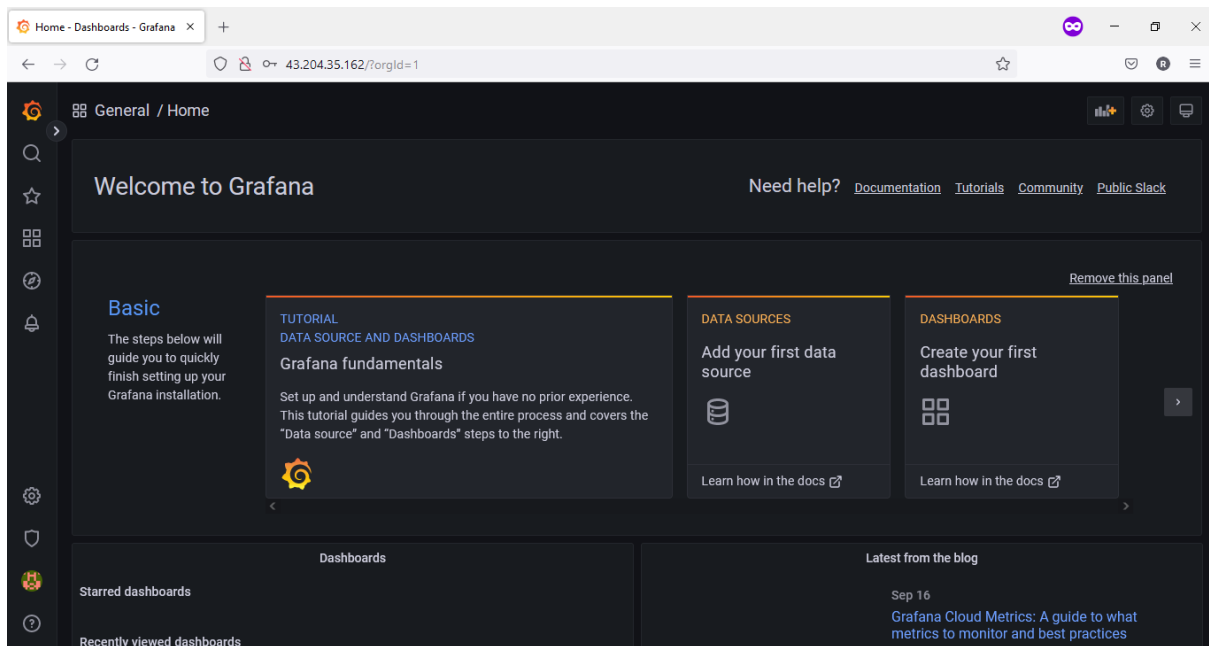 Home - Dashboards - Grafana
43.204.35.162/?orgId=1
R
General / Home
Welcome to Grafana
Need help? Documentation Tutorials Community Public Slack
Remove this panel
Basic
The steps below will
guide you to quickly
finish setting up your
Grafana installation.
TUTORIAL
DATA SOURCE AND DASHBOARDS
Grafana fundamentals
Set up and understand Grafana if you have no prior experience.
This tutorial guides you through the entire process and covers the
“Data source” and “Dashboards” steps to the right.
DATA SOURCES
Add your first data
source
Learn how in the docs
DASHBOARDS
Create your first
dashboard
Learn how in the docs
Dashboards
Starred dashboards
Recently viewed dashboards
Latest from the blog
Sep 16
Grafana Cloud Metrics: A guide to what
metrics to monitor and best practices